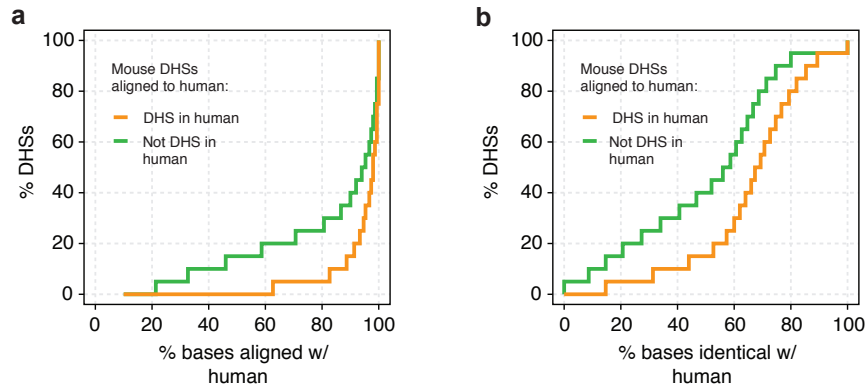 a
100
80
60
40
20
0
% DHSs
Mouse DHSs
aligned to human:
DHS in human
Not DHS in
human
0 20 40 60 80 100
% bases aligned w/
human
b
100
80
60
40
20
0
% DHSs
Mouse DHSs
aligned to human:
DHS in human
Not DHS in
human
0 20 40 60 80 100
% bases identical w/
human